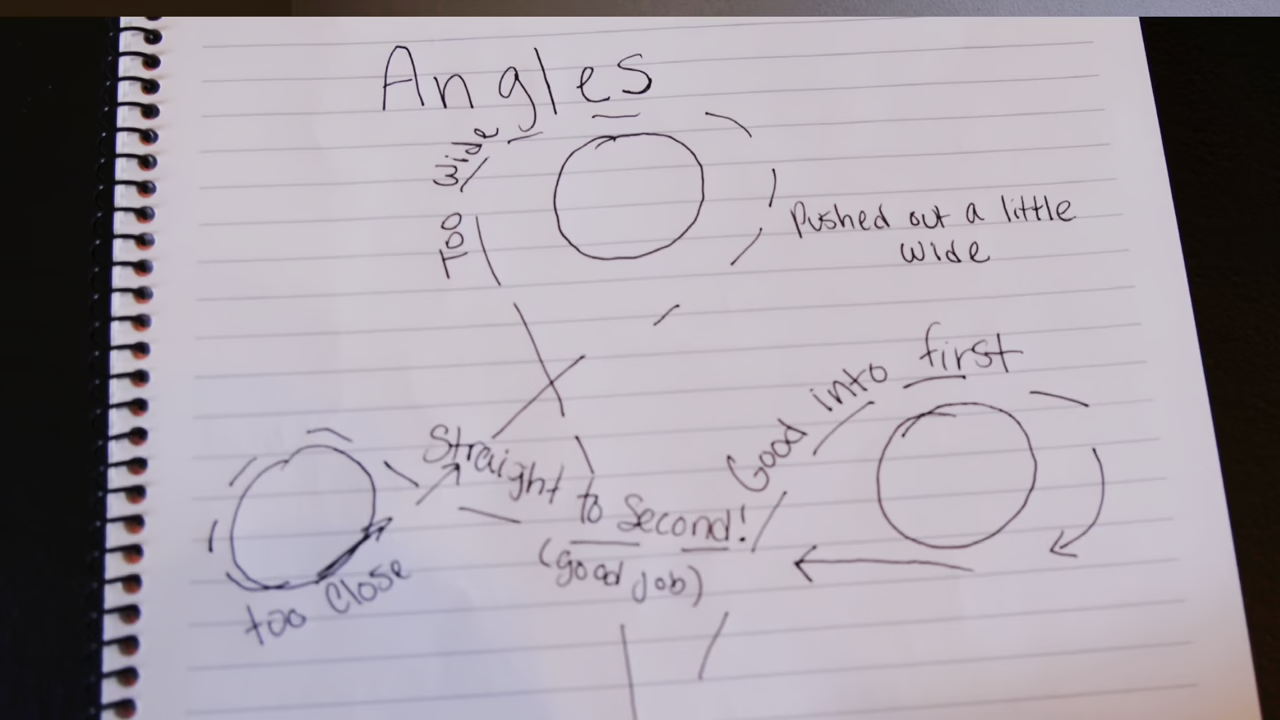 Angles
Too Wide
Pushed out a little
wide
Good into first
Straight to Second!
(good job)
too Close